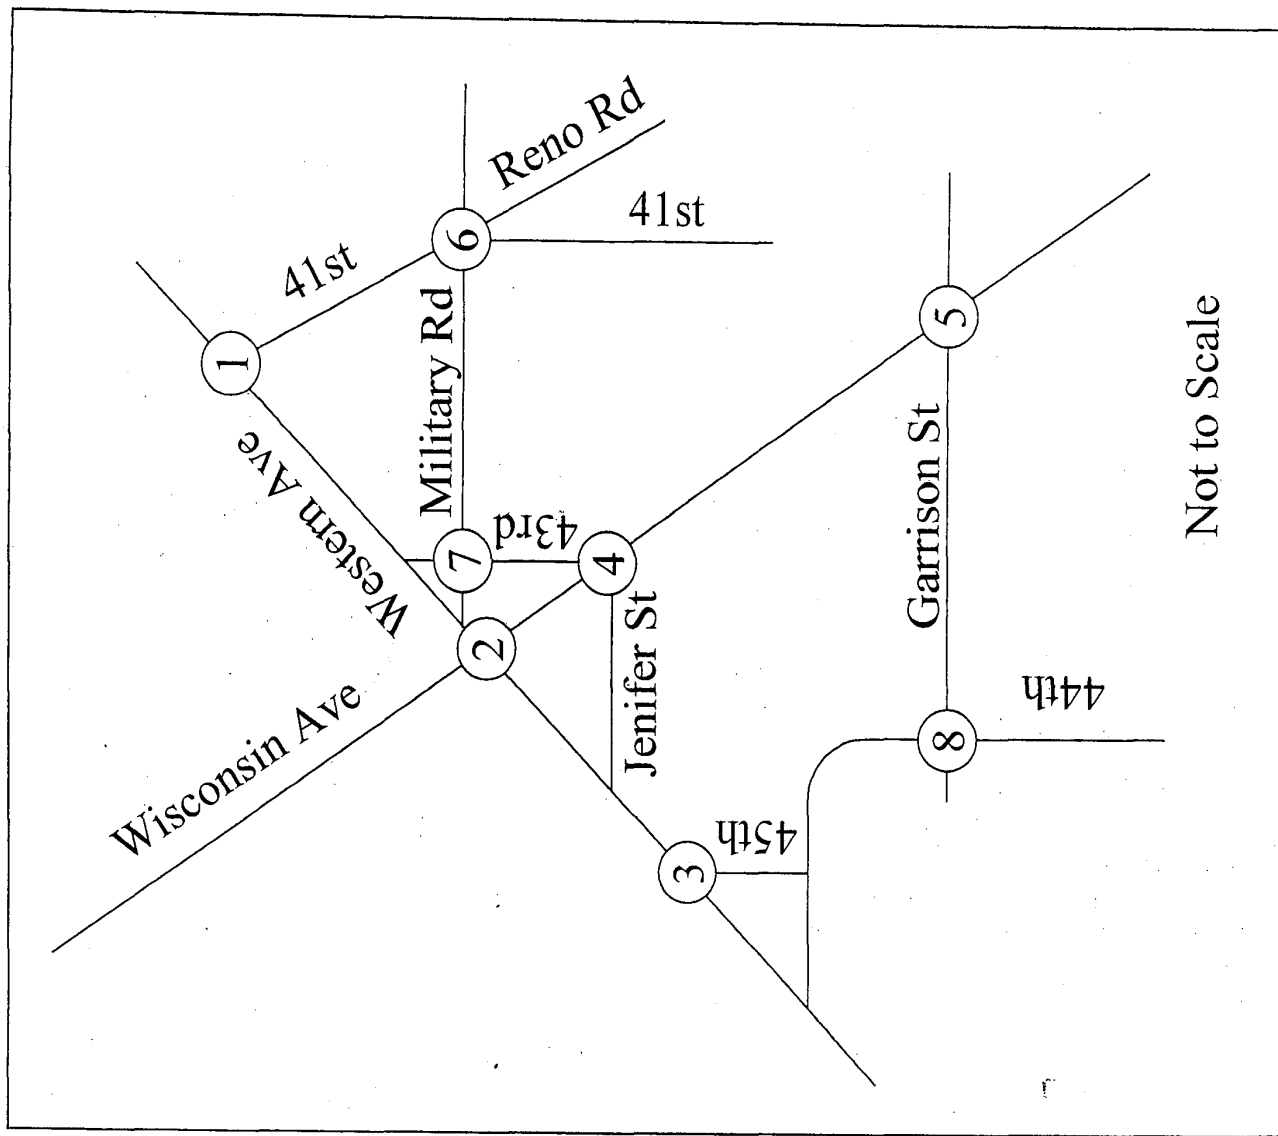 Reno Rd
41st
41st
1
6
Military Rd
Western Ave
43rd
7
4
5
2
Wisconsin Ave
Jenifer St
Garrison St
Not to Scale
44th
8
45th
3